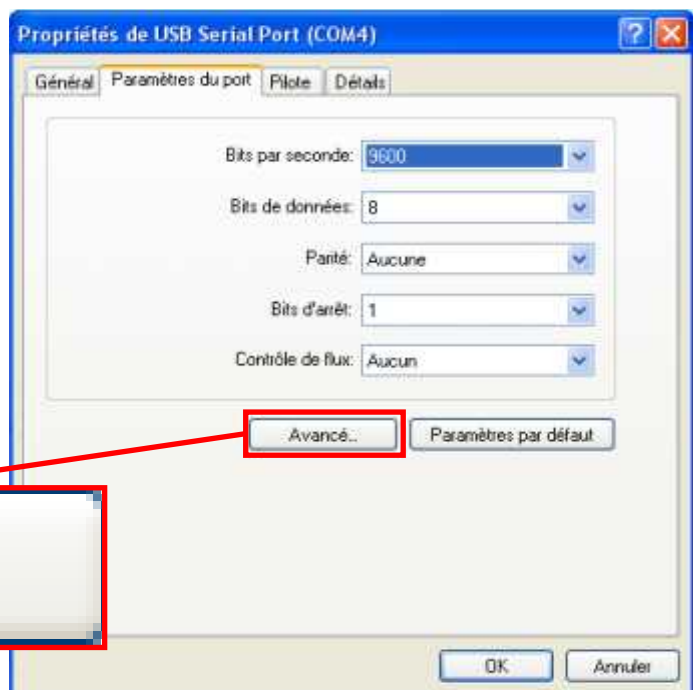 Propriétés de USB Serial Port (COM4)
Général Paramètres du port Pilote Détails
Bits par seconde: 9600
Bits de données: 8
Parité: Aucune
Bits d'arrêt: 1
Contrôle de flux: Aucun
Avancé... Paramètres par défaut
OK Annuler